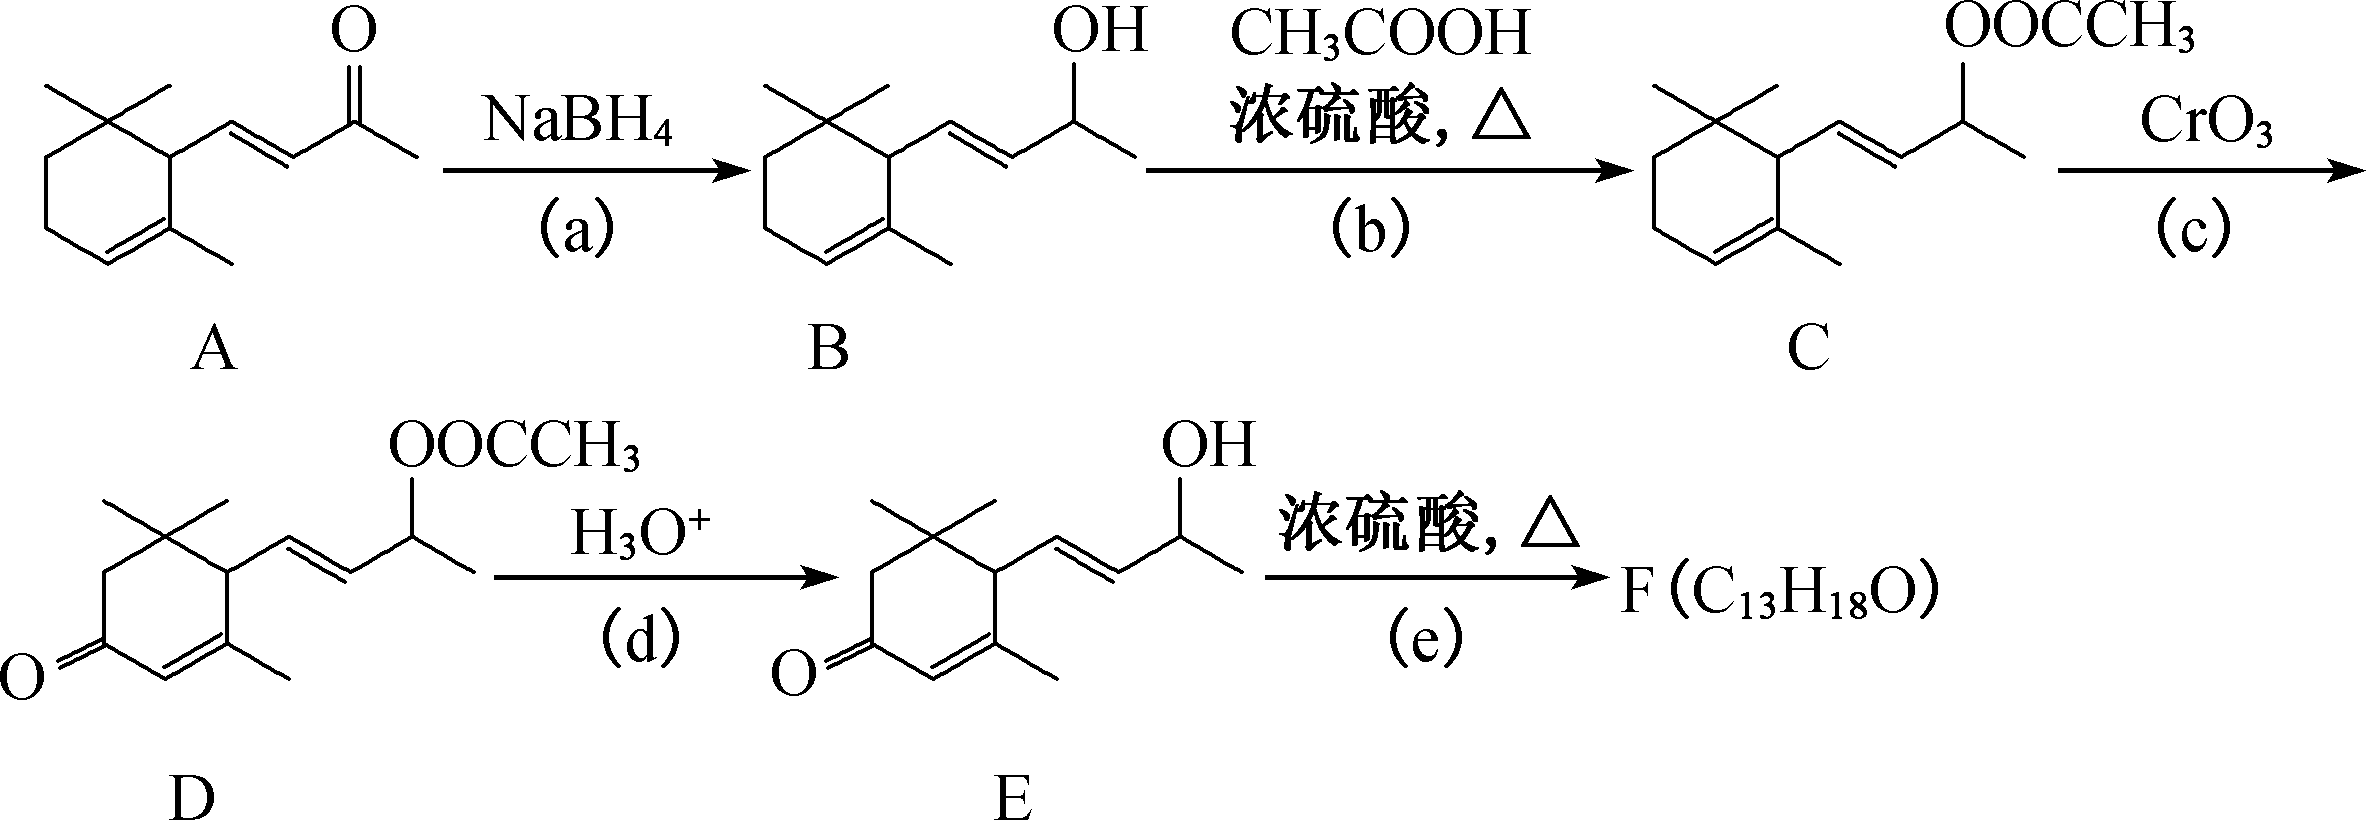 O
OH
CH₃COOH
OOCCH₃
NaBH₄
浓硫酸, △
CrO₃
(a)
(b)
(c)
A
B
C
OOCCH₃
OH
H₃O⁺
浓硫酸, △
(d)
(e)
F(C₁₃H₁₈O)
O
O
D
E